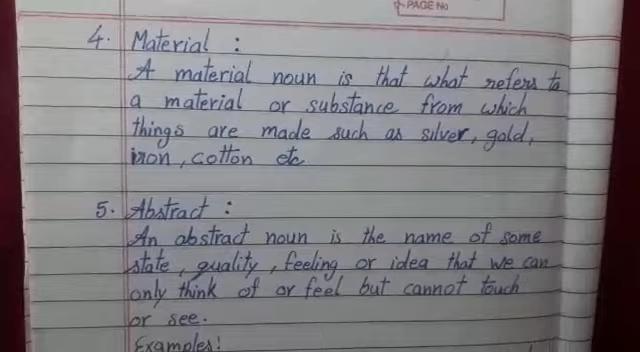 PAGE No
4. Material :
A material noun is that what refers to
a material or substance from which
things are made such as silver, gold,
iron, cotton etc
5. Abstract :
An abstract noun is the name of some
state, quality, feeling or idea that we can
only think of or feel but cannot touch
or see.
Examples: